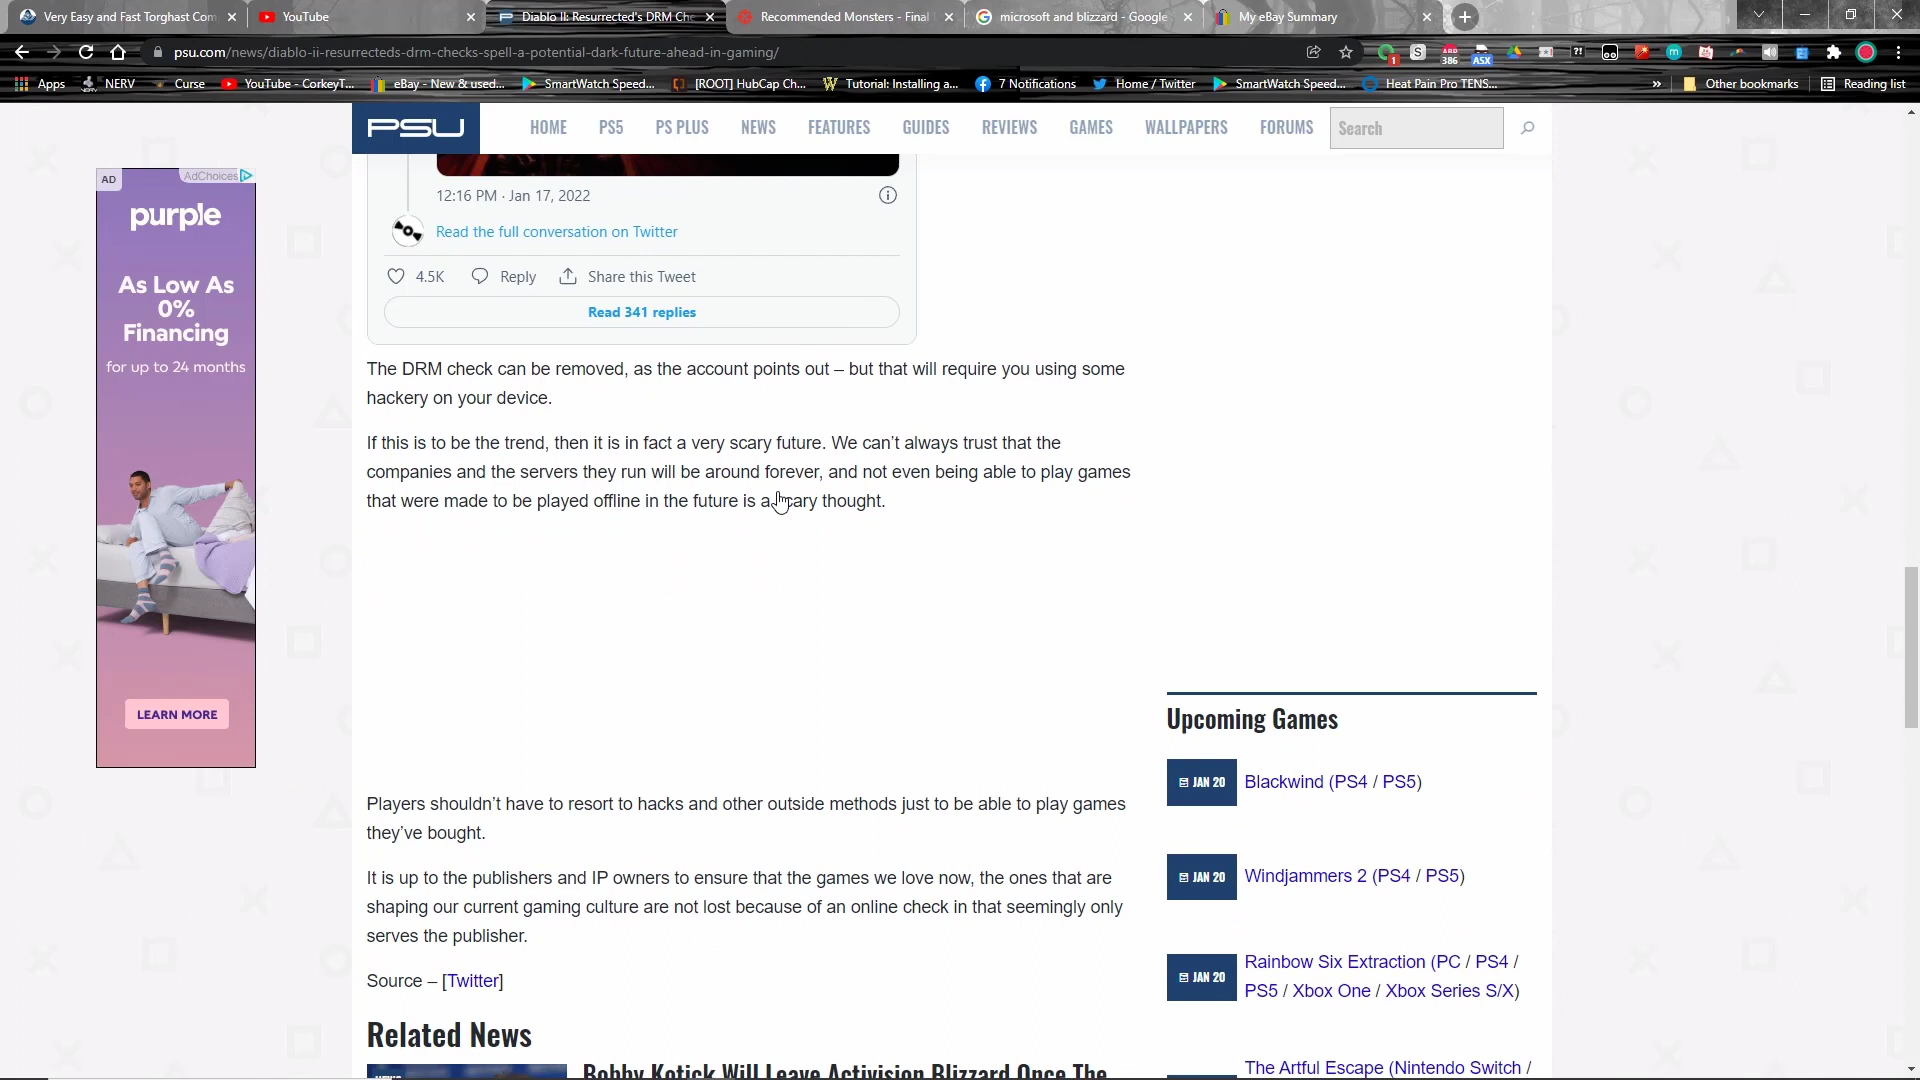 Very Easy and Fast Torghast Com
YouTube
Diablo II: Resurrected's DRM Che
Recommended Monsters - Final
microsoft and blizzard - Google
My eBay Summary
psu.com/news/diablo-ii-resurrecteds-drm-checks-spell-a-potential-dark-future-ahead-in-gaming/
Apps
NERV
Curse
YouTube - CorkeyT...
eBay - New & used...
SmartWatch Speed...
[ROOT] HubCap Ch...
Tutorial: Installing a...
7 Notifications
Home / Twitter
SmartWatch Speed...
Heat Pain Pro TENS...
»
Other bookmarks
Reading list
PSU
HOME
PS5
PS PLUS
NEWS
FEATURES
GUIDES
REVIEWS
GAMES
WALLPAPERS
FORUMS
Search
AD
AdChoices
purple
As Low As
0%
Financing
for up to 24 months
LEARN MORE
12:16 PM · Jan 17, 2022
Read the full conversation on Twitter
4.5K
Reply
Share this Tweet
Read 341 replies
The DRM check can be removed, as the account points out – but that will require you using some
hackery on your device.
If this is to be the trend, then it is in fact a very scary future. We can't always trust that the
companies and the servers they run will be around forever, and not even being able to play games
that were made to be played offline in the future is a scary thought.
Players shouldn't have to resort to hacks and other outside methods just to be able to play games
they've bought.
It is up to the publishers and IP owners to ensure that the games we love now, the ones that are
shaping our current gaming culture are not lost because of an online check in that seemingly only
serves the publisher.
Source – [Twitter]
Related News
Bobby Kotick Will Leave Activision Blizzard Once The
Upcoming Games
JAN 20
Blackwind (PS4 / PS5)
JAN 20
Windjammers 2 (PS4 / PS5)
JAN 20
Rainbow Six Extraction (PC / PS4 /
PS5 / Xbox One / Xbox Series S/X)
The Artful Escape (Nintendo Switch /